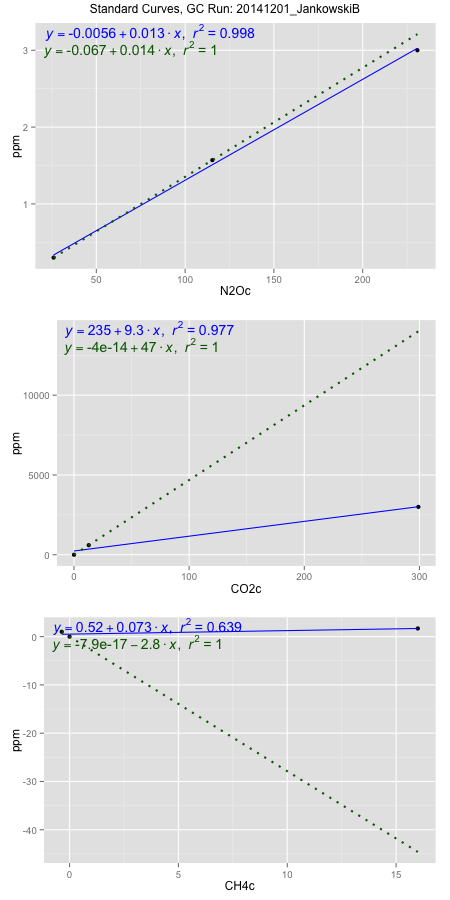 Standard Curves, GC Run: 20141201_JankowskiB
y = -0.0056 + 0.013 · x, r² = 0.998
y = -0.067 + 0.014 · x, r² = 1
3
2
1
ppm
50 100 150 200
N2Oc
y = 235 + 9.3 · x, r² = 0.977
y = -4e-14 + 47 · x, r² = 1
10000
5000
0
ppm
0 100 200 300
CO2c
y = 0.52 + 0.073 · x, r² = 0.639
y = -7.9e-17 − 2.8 · x, r² = 1
0
-10
-20
-30
-40
ppm
0 5 10 15
CH4c